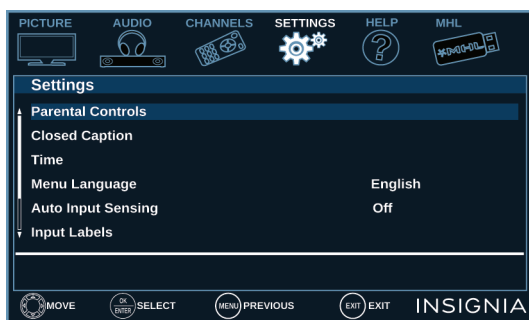 PICTURE AUDIO CHANNELS SETTINGS HELP MHL
MHL
Settings
Parental Controls
Closed Caption
Time
Menu Language English
Auto Input Sensing Off
Input Labels
MOVE OK ENTER SELECT MENU PREVIOUS EXIT EXIT INSIGNIA